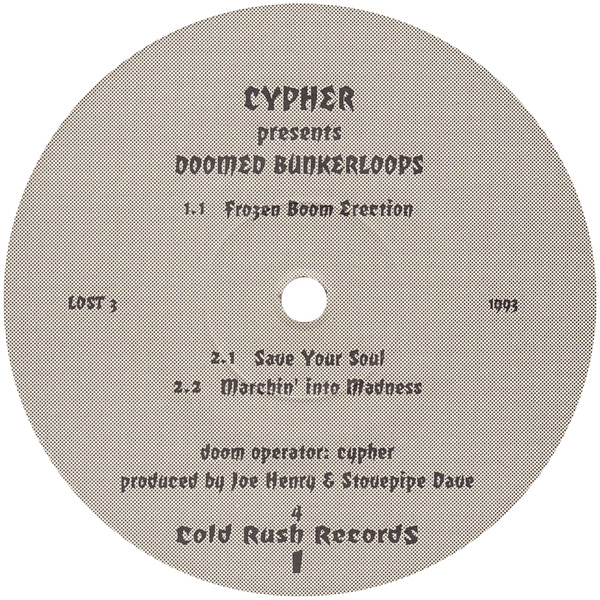 CYPHER
presents
DOOMED BUNKERLOOPS
1.1 Frozen Boom Erection
LOST 3 1993
2.1 Save Your Soul
2.2 Marchin' into Madness
doom operator: cypher
produced by Joe Henry & Stovepipe Dave
4
Cold Rush RecordS
1